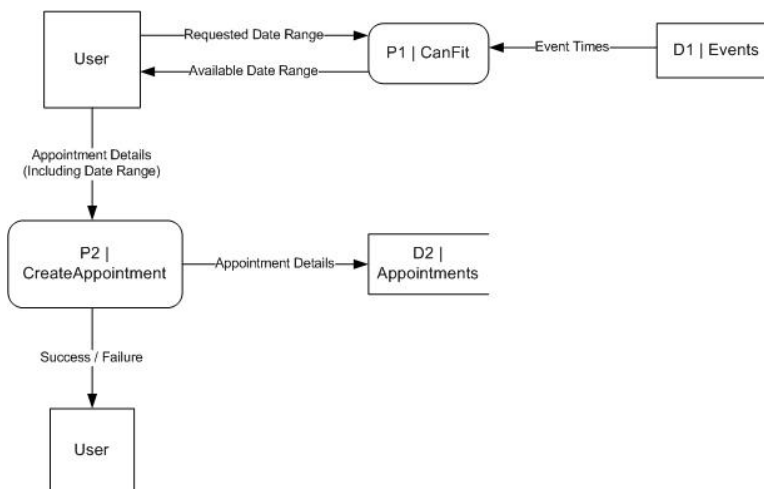 Requested Date Range
User
P1 | CanFit
Event Times
D1 | Events
Available Date Range
Appointment Details
(Including Date Range)
P2 |
CreateAppointment
Appointment Details
D2 |
Appointments
Success / Failure
User